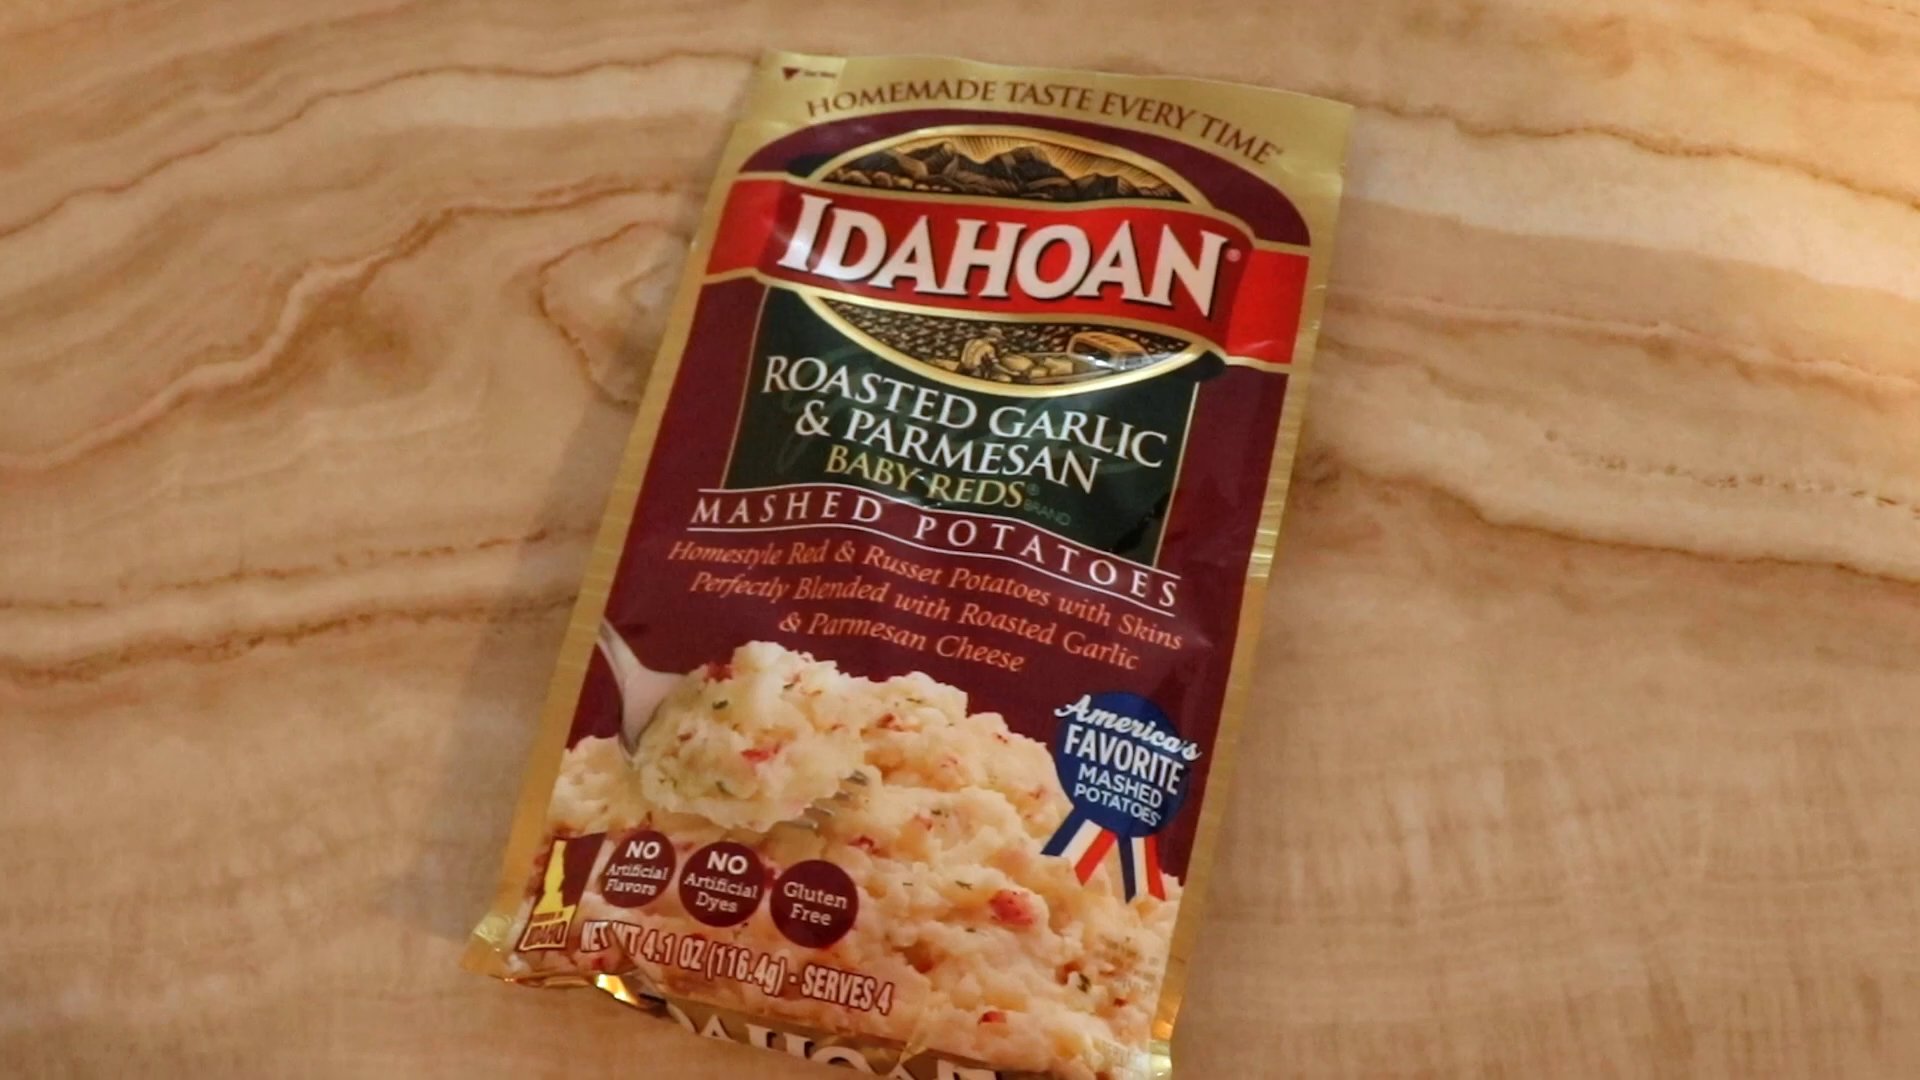 HOMEMADE TASTE EVERY TIME®
IDAHOAN®
ROASTED GARLIC
& PARMESAN
BABY REDS®
BRAND
MASHED POTATOES
Homestyle Red & Russet Potatoes with Skins
Perfectly Blended with Roasted Garlic
& Parmesan Cheese
America's
FAVORITE
MASHED
POTATOES®
NO
Artificial
Flavors
NO
Artificial
Dyes
Gluten
Free
IDAHO
NET WT 4.1 OZ (116.4g) - SERVES 4